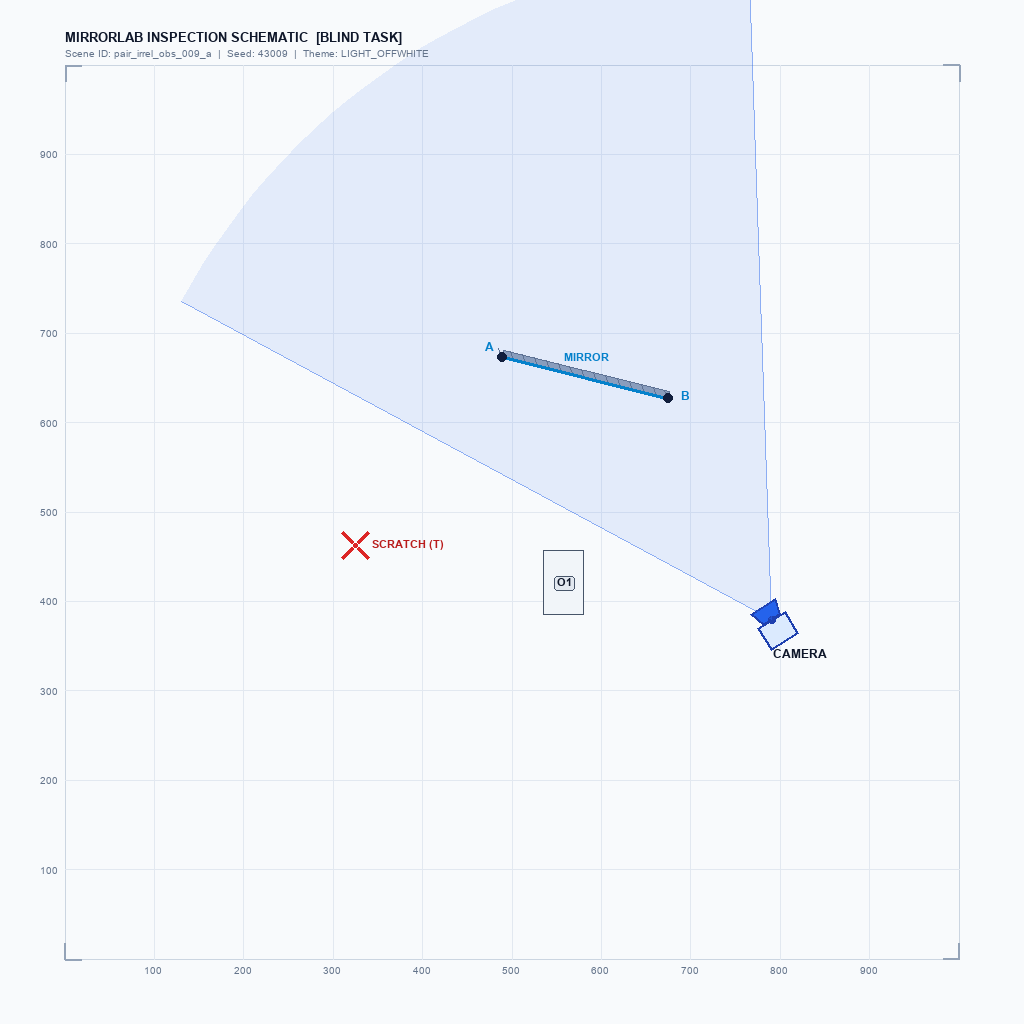 MIRRORLAB INSPECTION SCHEMATIC [BLIND TASK]
Scene ID: pair_irrel_obs_009_a | Seed: 43009 | Theme: LIGHT_OFFWHITE
900
800
700
A
MIRROR
B
600
500
SCRATCH (T)
O1
400
CAMERA
300
200
100
100 200 300 400 500 600 700 800 900